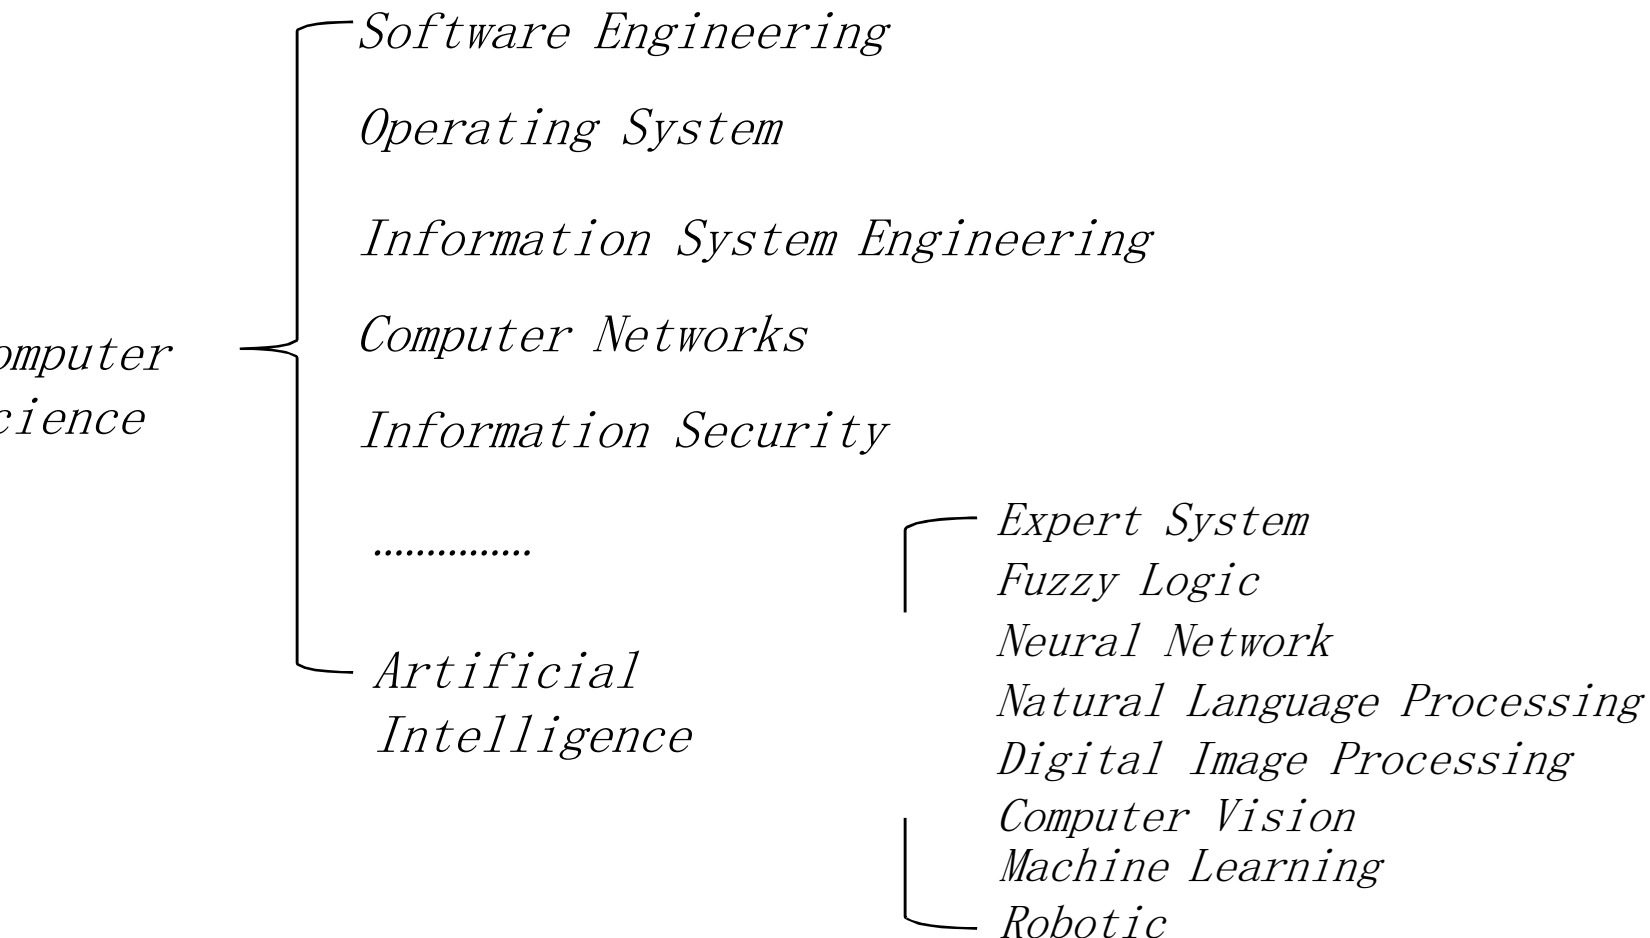 Software Engineering
Operating System
Information System Engineering
Computer Networks
omputer
cience
Information Security
...............
Artificial
Intelligence
Expert System
Fuzzy Logic
Neural Network
Natural Language Processing
Digital Image Processing
Computer Vision
Machine Learning
Robotic